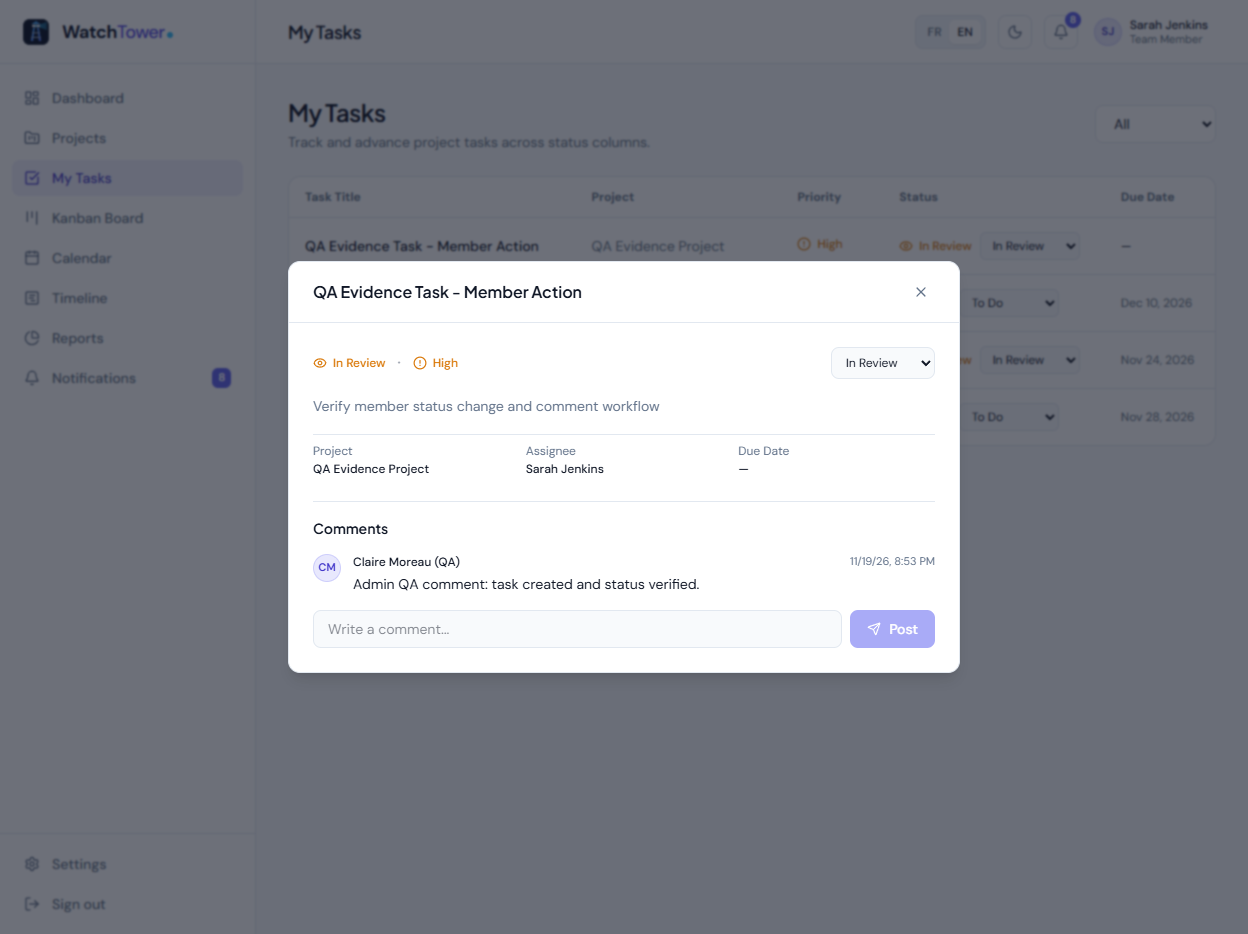 WatchTower
My Tasks
FR EN
8
SJ
Sarah Jenkins
Team Member
Dashboard
Projects
My Tasks
Kanban Board
Calendar
Timeline
Reports
Notifications 8
Settings
Sign out
My Tasks
Track and advance project tasks across status columns.
All
Task Title Project Priority Status Due Date
QA Evidence Task - Member Action QA Evidence Project High In Review In Review —
To Do Dec 10, 2026
In Review Nov 24, 2026
To Do Nov 28, 2026
QA Evidence Task - Member Action
In Review · High In Review
Verify member status change and comment workflow
Project Assignee Due Date
QA Evidence Project Sarah Jenkins —
Comments
CM Claire Moreau (QA) 11/19/26, 8:53 PM
Admin QA comment: task created and status verified.
Write a comment... Post